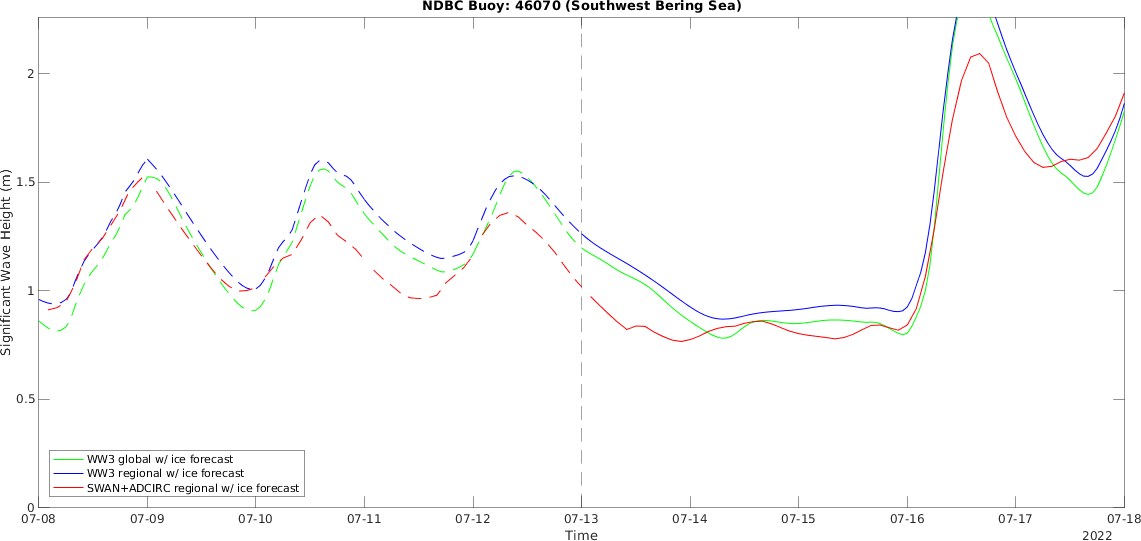 NDBC Buoy: 46070 (Southwest Bering Sea)
Significant Wave Height (m)
2
1.5
1
0.5
0
WW3 global w/ ice forecast
WW3 regional w/ ice forecast
SWAN+ADCIRC regional w/ ice forecast
07-08 07-09 07-10 07-11 07-12 07-13 07-14 07-15 07-16 07-17 07-18
Time
2022